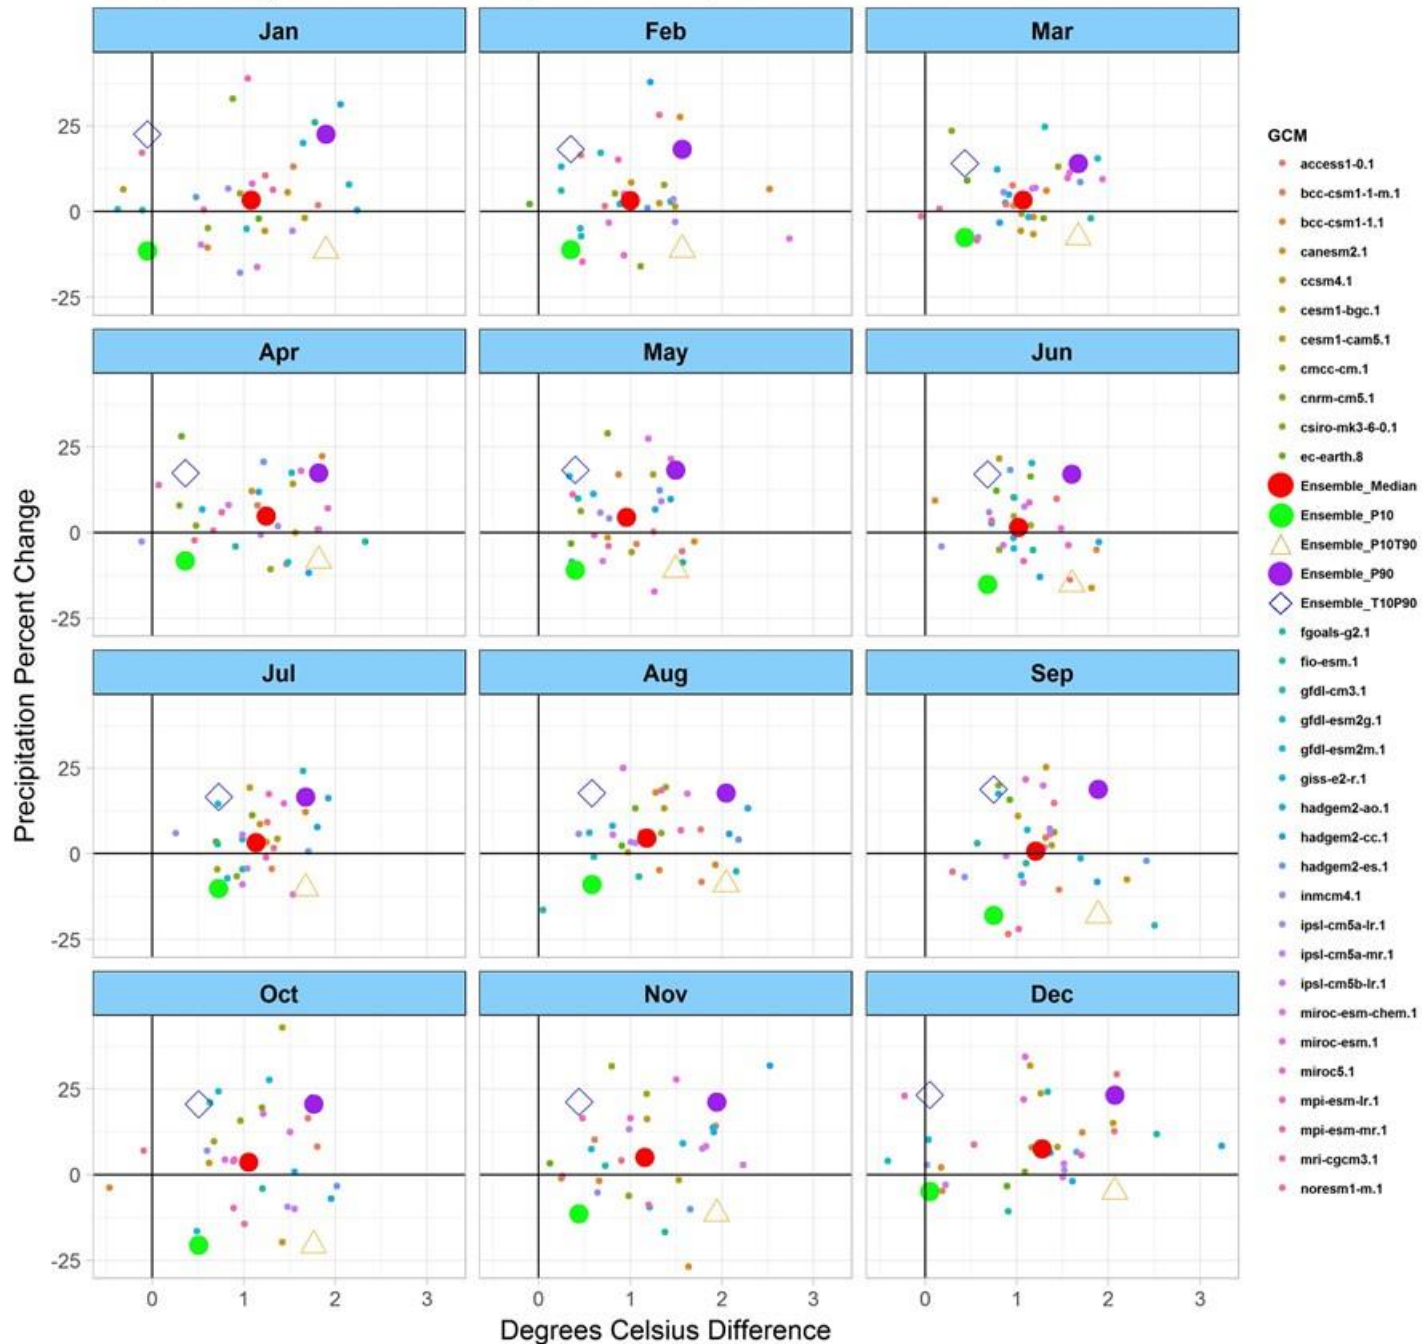 Jan Feb Mar
25
0
-25
Apr May Jun
25
0
-25
Jul Aug Sep
25
0
-25
Oct Nov Dec
25
0
-25
0 1 2 3 0 1 2 3 0 1 2 3
Precipitation Percent Change
Degrees Celsius Difference
GCM
access1-0.1
bcc-csm1-1-m.1
bcc-csm1-1.1
canesm2.1
ccsm4.1
cesm1-bgc.1
cesm1-cam5.1
cmcc-cm.1
cnrm-cm5.1
csiro-mk3-6-0.1
ec-earth.8
Ensemble_Median
Ensemble_P10
Ensemble_P10T90
Ensemble_P90
Ensemble_T10P90
fgoals-g2.1
fio-esm.1
gfdl-cm3.1
gfdl-esm2g.1
gfdl-esm2m.1
giss-e2-r.1
hadgem2-ao.1
hadgem2-cc.1
hadgem2-es.1
inmcm4.1
ipsl-cm5a-lr.1
ipsl-cm5a-mr.1
ipsl-cm5b-lr.1
miroc-esm-chem.1
miroc-esm.1
miroc5.1
mpi-esm-lr.1
mpi-esm-mr.1
mri-cgcm3.1
noresm1-m.1